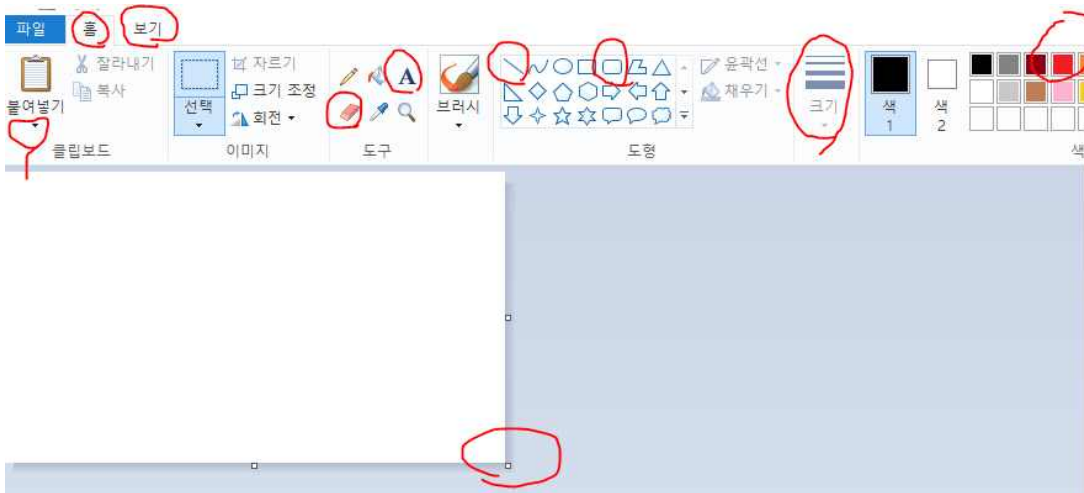 파일 홈 보기
잘라내기 자르기 윤곽선
복사 크기 조정 채우기
붙여넣기 선택 회전 A 브러시 크기 색 1 색 2
클립보드 이미지 도구 도형 색